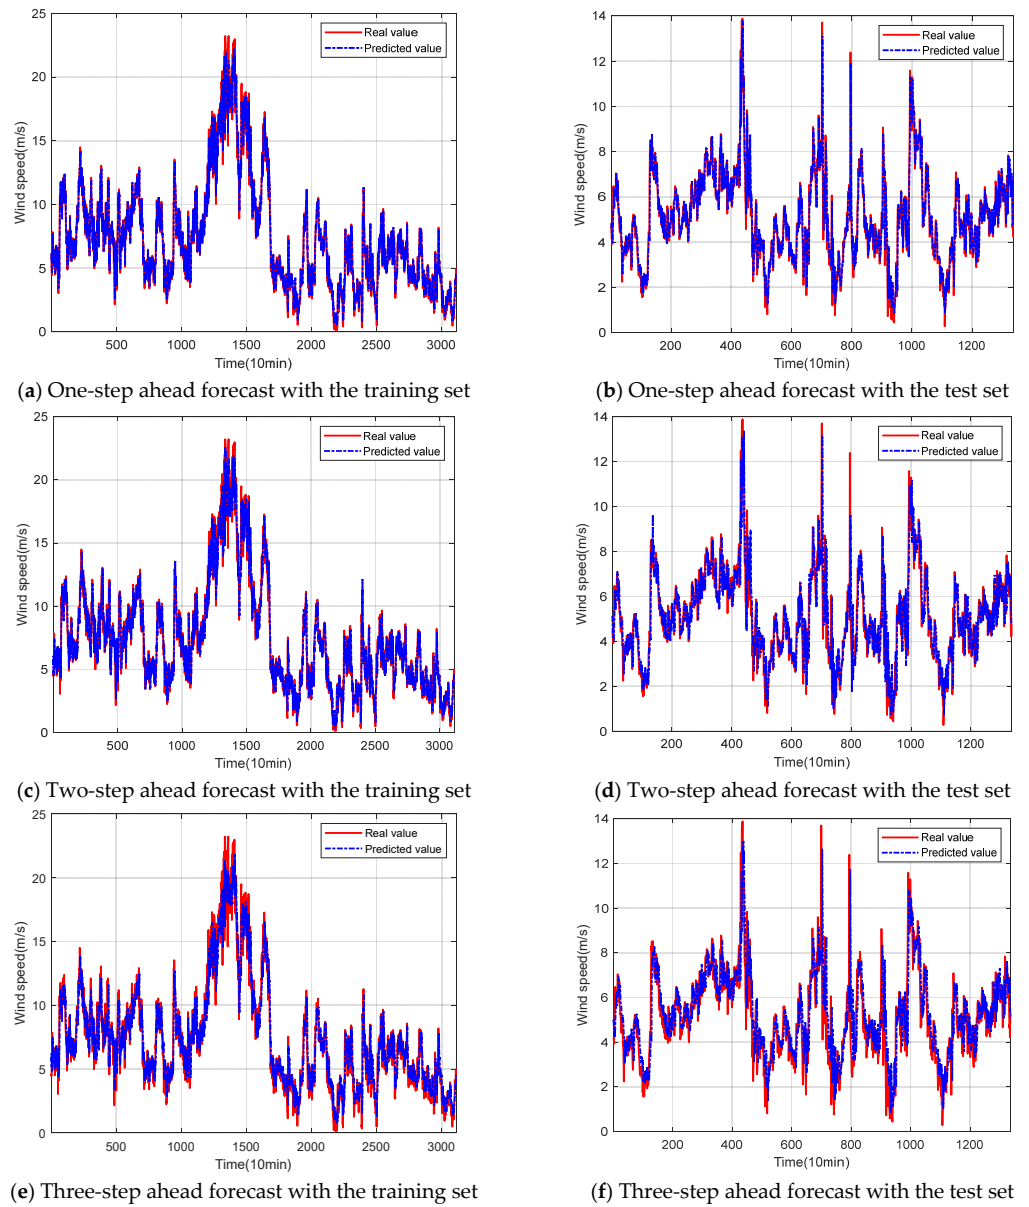 25
20
15
10
5
0
Wind speed(m/s)
Real value
Predicted value
500 1000 1500 2000 2500 3000
Time(10min)
(a) One-step ahead forecast with the training set
14
12
10
8
6
4
2
0
Wind speed(m/s)
Real value
Predicted value
200 400 600 800 1000 1200
Time(10min)
(b) One-step ahead forecast with the test set
25
20
15
10
5
0
Wind speed(m/s)
Real value
Predicted value
500 1000 1500 2000 2500 3000
Time(10min)
(c) Two-step ahead forecast with the training set
14
12
10
8
6
4
2
0
Wind speed(m/s)
Real value
Predicted value
200 400 600 800 1000 1200
Time(10min)
(d) Two-step ahead forecast with the test set
25
20
15
10
5
0
Wind speed(m/s)
Real value
Predicted value
500 1000 1500 2000 2500 3000
Time(10min)
(e) Three-step ahead forecast with the training set
14
12
10
8
6
4
2
0
Wind speed(m/s)
Real value
Predicted value
200 400 600 800 1000 1200
Time(10min)
(f) Three-step ahead forecast with the test set